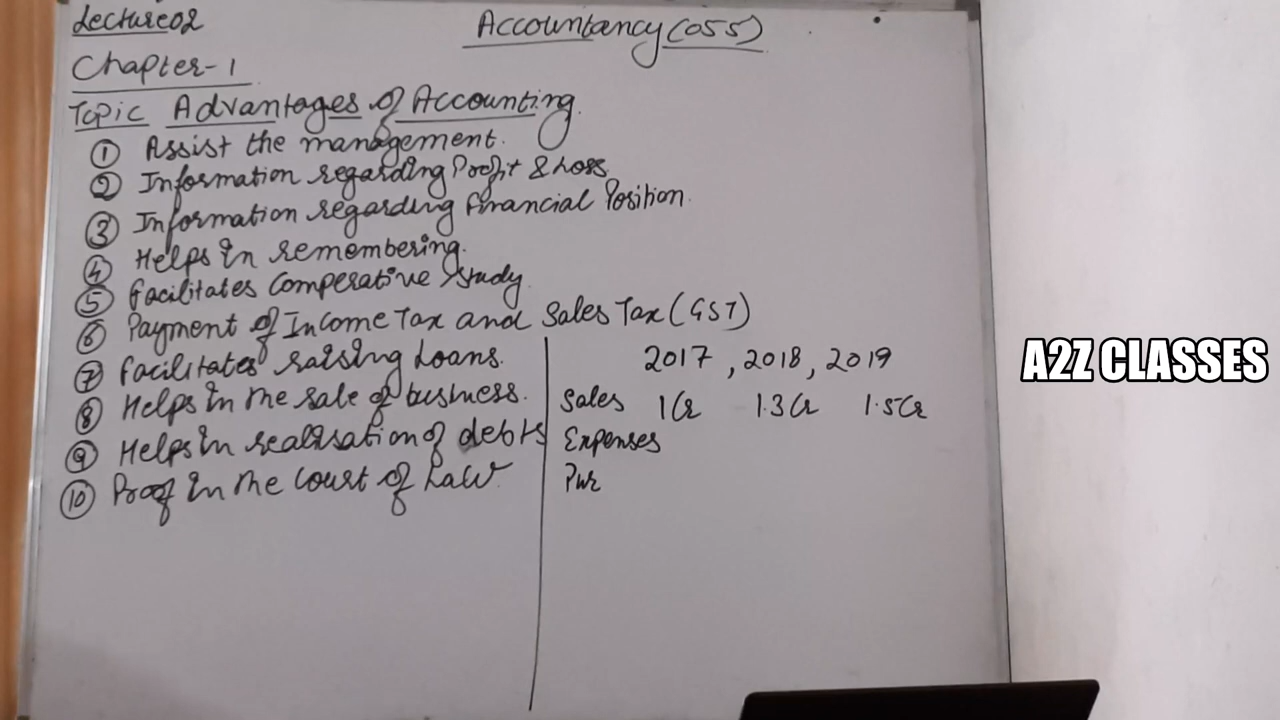 Lecture 02
Accountancy (055)
Chapter-1
Topic Advantages of Accounting
① Assist the management.
② Information regarding Profit & Loss
③ Information regarding financial Position.
④ Helps in remembering.
⑤ facilitates comperative study.
⑥ Payment of Income Tax and Sales Tax (GST)
⑦ facilitates raising Loans.
⑧ Helps in the sale of business.
⑨ Helps in realisation of debts
⑩ Proof in the court of Law
2017, 2018, 2019
Sales 1Cr 1.3Cr 1.5Cr
Expenses
Pur
A2Z CLASSES